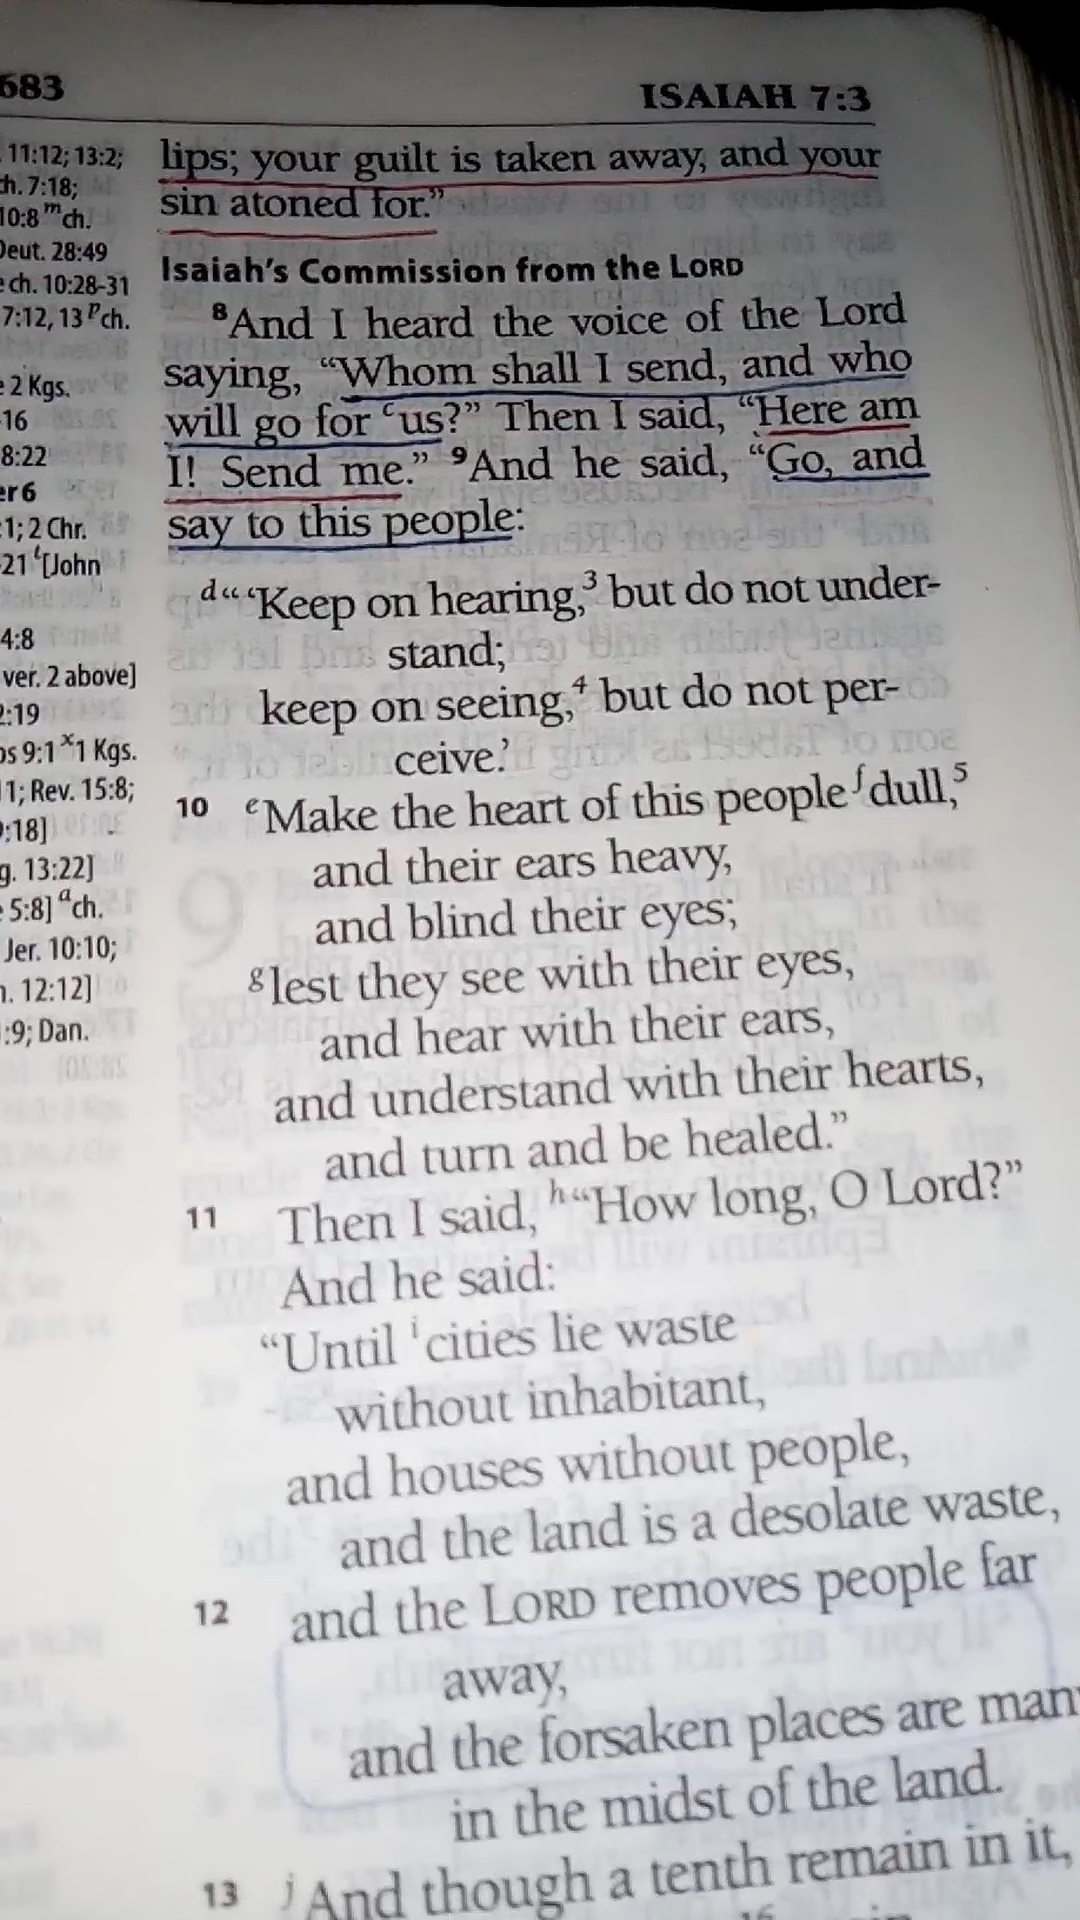 683
ISAIAH 7:3
11:12; 13:2;
ch. 7:18;
10:8 ᵐch.
Deut. 28:49
ch. 10:28-31
7:12, 13 ᵖch.
2 Kgs.
16
8:22
er 6
1; 2 Chr.
21 ᵗ[John
4:8
ver. 2 above]
2:19
os 9:1 ˣ1 Kgs.
1; Rev. 15:8;
:18]
g. 13:22]
5:8] ᵃch.
Jer. 10:10;
12:12]
:9; Dan.
lips; your guilt is taken away, and your
sin atoned for.”
Isaiah’s Commission from the LORD
⁸And I heard the voice of the Lord
saying, “Whom shall I send, and who
will go for ᶜus?” Then I said, “Here am
I! Send me.” ⁹And he said, “Go, and
say to this people:
ᵈ“ ‘Keep on hearing,³ but do not under-
stand;
keep on seeing,⁴ but do not per-
ceive.’
10 ᵉMake the heart of this people ᶠdull,⁵
and their ears heavy,
and blind their eyes;
ᵍlest they see with their eyes,
and hear with their ears,
and understand with their hearts,
and turn and be healed.”
11 Then I said, ʰ“How long, O Lord?”
And he said:
“Until ⁱcities lie waste
without inhabitant,
and houses without people,
and the land is a desolate waste,
12 and the LORD removes people far
away,
and the forsaken places are man
in the midst of the land.
13 ʲAnd though a tenth remain in it,